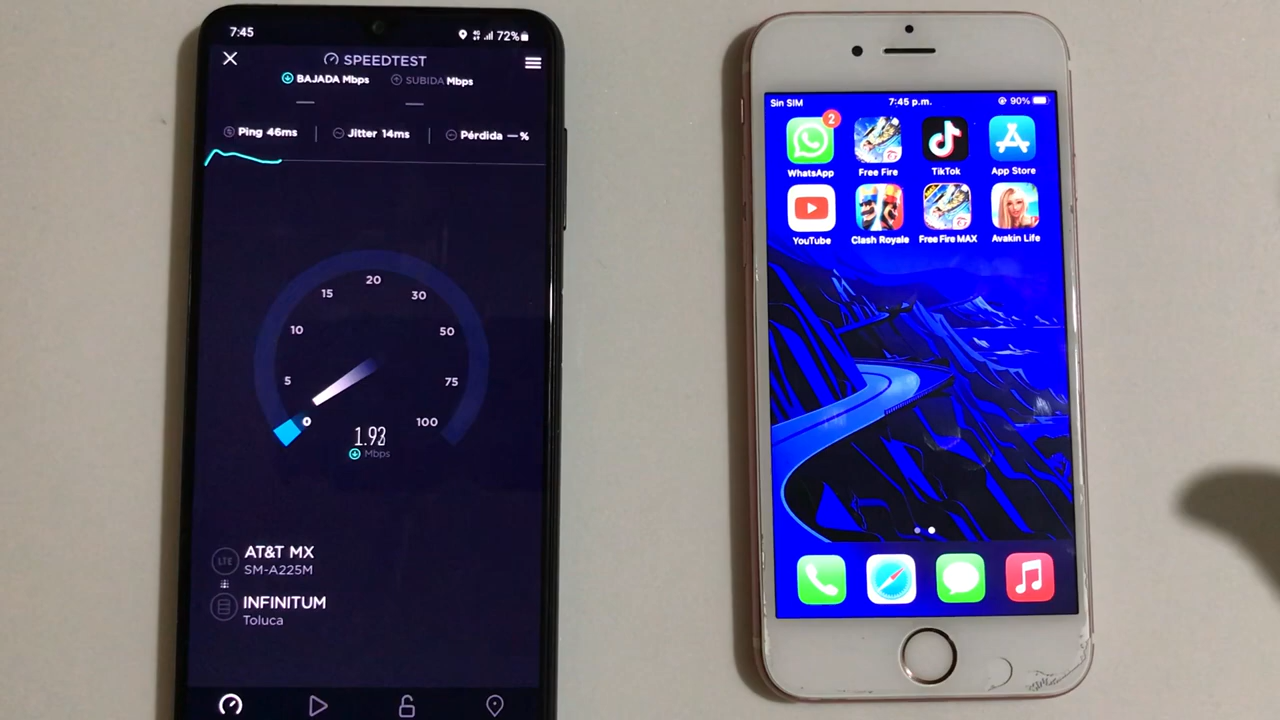 7:45
72%
SPEEDTEST
BAJADA Mbps
SUBIDA Mbps
Ping 46ms
Jitter 14ms
Pérdida — %
0
5
10
15
20
30
50
75
100
1.93
Mbps
LTE
AT&T MX
SM-A225M
INFINITUM
Toluca
Sin SIM
7:45 p.m.
90%
2
WhatsApp
Free Fire
TikTok
App Store
YouTube
Clash Royale
Free Fire MAX
Avakin Life